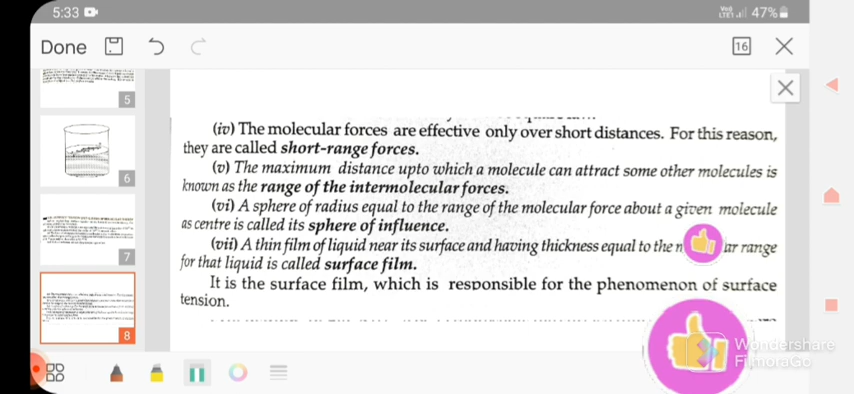 5:33
Vo))
LTE1
47%
Done
16
5
6
7
8
(iv) The molecular forces are effective only over short distances. For this reason,
they are called short-range forces.
(v) The maximum distance upto which a molecule can attract some other molecules is
known as the range of the intermolecular forces.
(vi) A sphere of radius equal to the range of the molecular force about a given molecule
as centre is called its sphere of influence.
(vii) A thin film of liquid near its surface and having thickness equal to the ar range
for that liquid is called surface film.
It is the surface film, which is responsible for the phenomenon of surface
tension.
Wondershare
FilmoraGo